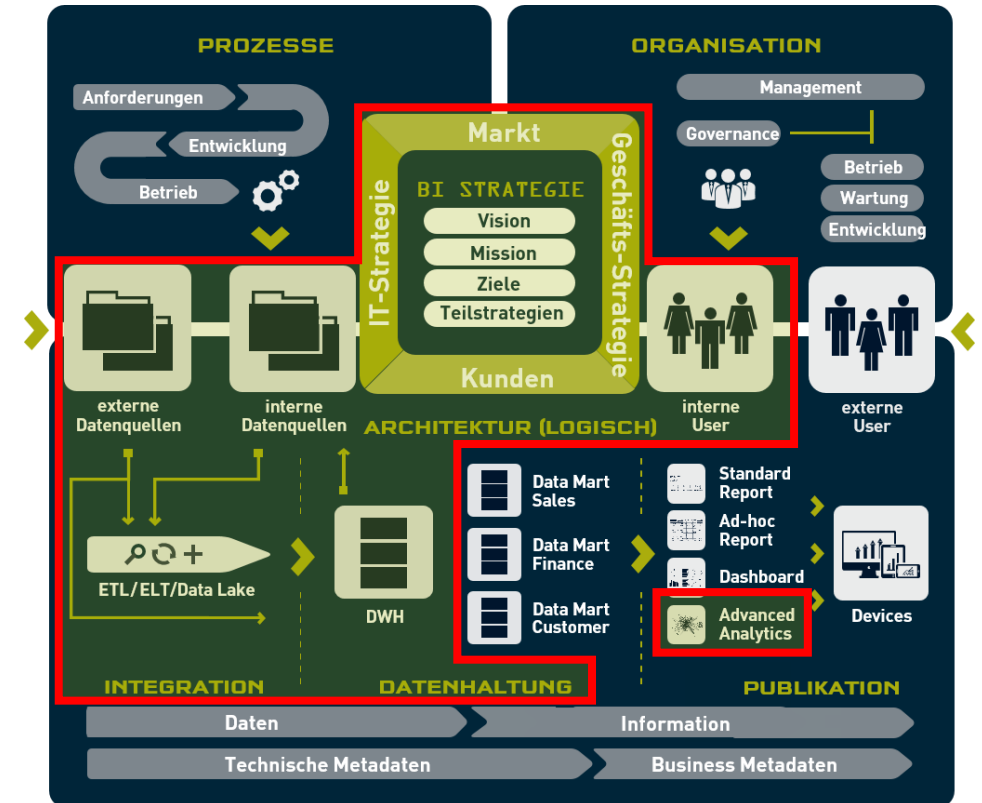 PROZESSE
ORGANISATION
Anforderungen
Entwicklung
Betrieb
Management
Governance
Betrieb
Wartung
Entwicklung
Markt
IT-Strategie
Geschäfts-Strategie
BI STRATEGIE
Vision
Mission
Ziele
Teilstrategien
Kunden
externe
Datenquellen
interne
Datenquellen
interne
User
externe
User
ARCHITEKTUR (LOGISCH)
ETL/ELT/Data Lake
DWH
Data Mart
Sales
Data Mart
Finance
Data Mart
Customer
Standard
Report
Ad-hoc
Report
Dashboard
Advanced
Analytics
Devices
INTEGRATION
DATENHALTUNG
PUBLIKATION
Daten
Information
Technische Metadaten
Business Metadaten